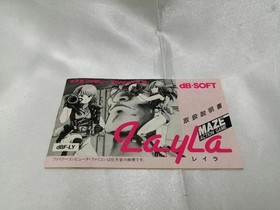 dB-SOFT
取扱説明書
MAZE
ACTION GAME
Layla
レイラ
dBF-LY
ファミリーコンピュータ・ファミコンは任天堂の商標です。